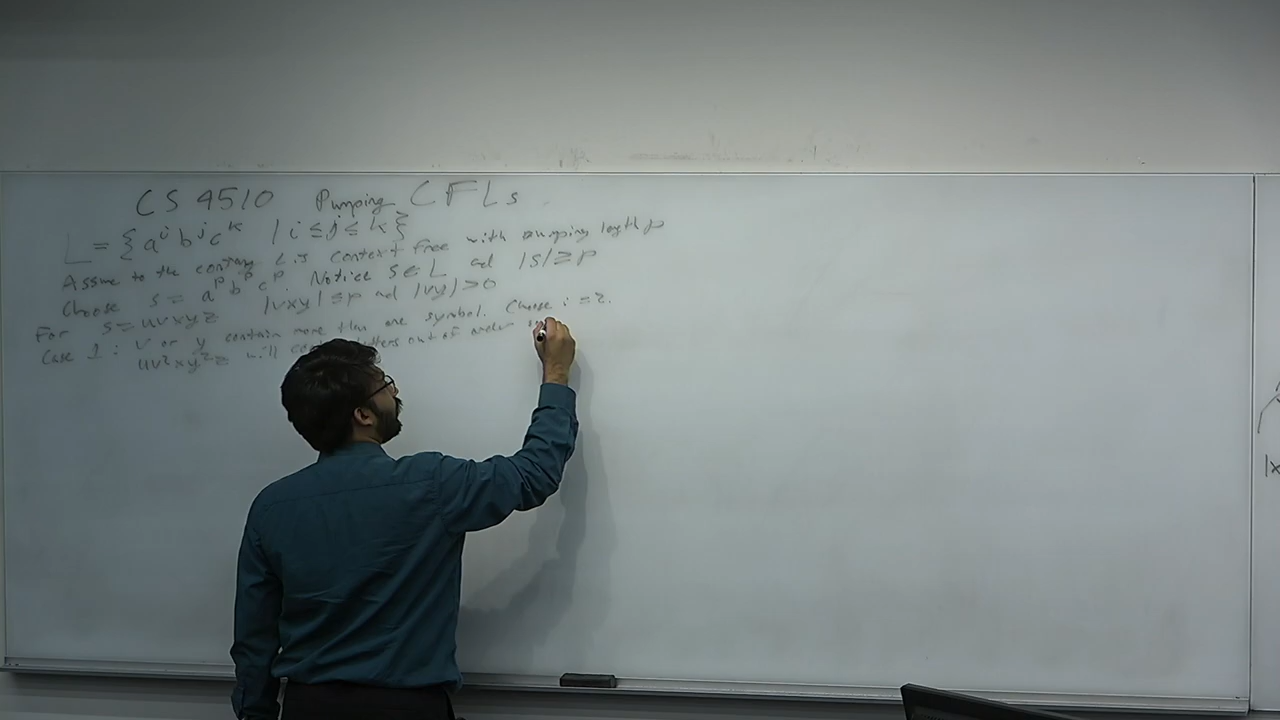 CS 4510 Pumping CFLs
L = {a^i b^j c^k | i ≤ j ≤ k}
Assume to the contrary L is context free with pumping length p
Choose s = a^p b^p c^p. Notice s ∈ L and |s| ≥ p
For s = uvxyz |vxy| ≤ p and |vy| > 0
Case 1: v or y contain more than one symbol. Choose i = 2.
uv²xy²z will letters out of order
|x